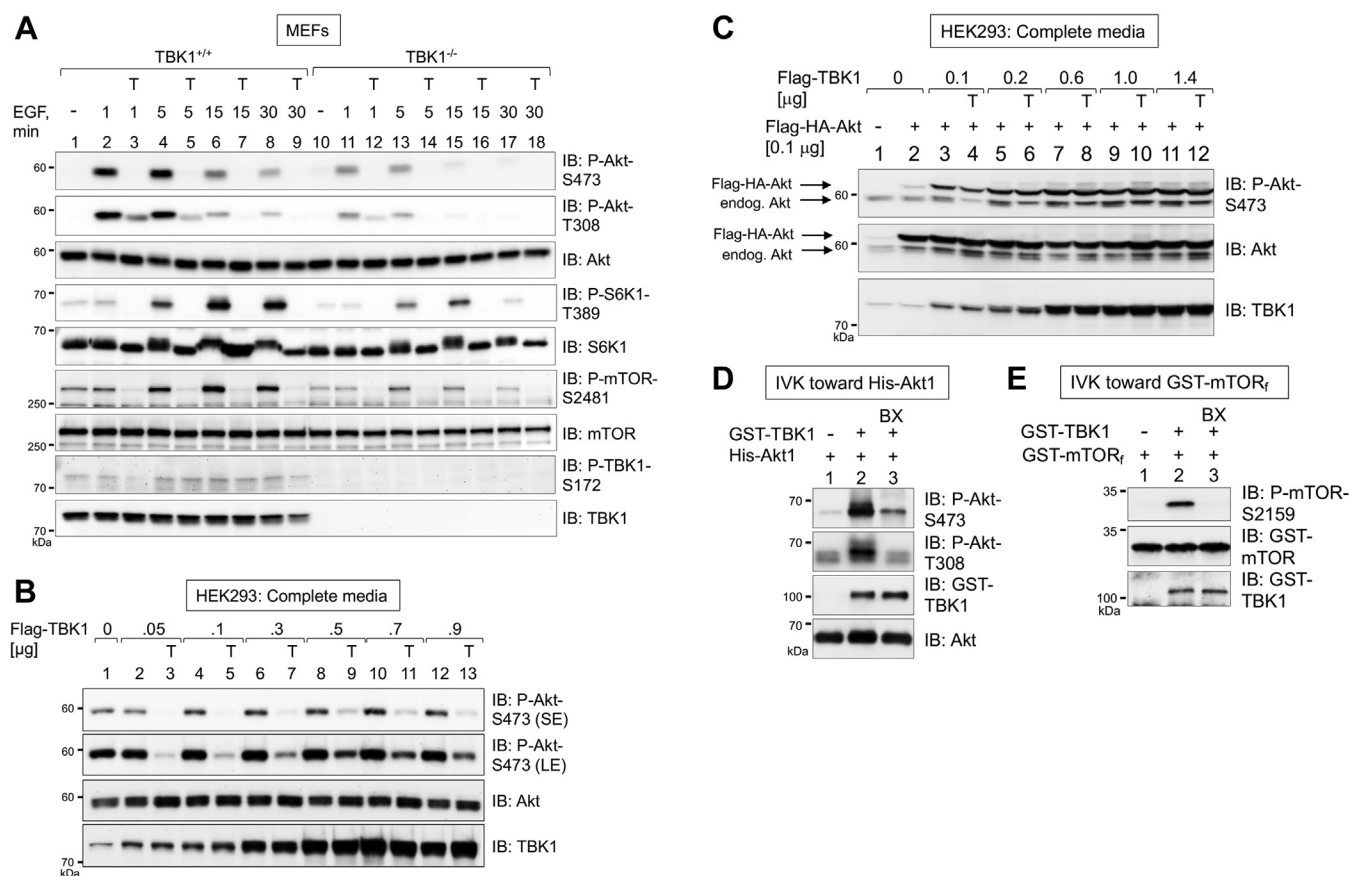 A
MEFs
TBK1+/+ TBK1-/-
T T T T T T T T
EGF, min - 1 1 5 5 15 15 30 30 - 1 1 5 5 15 15 30 30
1 2 3 4 5 6 7 8 9 10 11 12 13 14 15 16 17 18
60 IB: P-Akt-S473
60 IB: P-Akt-T308
60 IB: Akt
70 IB: P-S6K1-T389
70 IB: S6K1
250 IB: P-mTOR-S2481
250 IB: mTOR
70 IB: P-TBK1-S172
70 kDa IB: TBK1
B
HEK293: Complete media
Flag-TBK1 [µg] 0 .05 .1 .3 .5 .7 .9
T T T T T T
1 2 3 4 5 6 7 8 9 10 11 12 13
60 IB: P-Akt-S473 (SE)
60 IB: P-Akt-S473 (LE)
60 IB: Akt
70 kDa IB: TBK1
C
HEK293: Complete media
Flag-TBK1 [µg] 0 0.1 0.2 0.6 1.0 1.4
T T T T T
Flag-HA-Akt [0.1 µg] - + + + + + + + + + + +
1 2 3 4 5 6 7 8 9 10 11 12
Flag-HA-Akt
endog. Akt 60 IB: P-Akt-S473
Flag-HA-Akt
endog. Akt 60 IB: Akt
70 kDa IB: TBK1
D
IVK toward His-Akt1
BX
GST-TBK1 - + +
His-Akt1 + + +
1 2 3
70 IB: P-Akt-S473
70 IB: P-Akt-T308
100 IB: GST-TBK1
70 kDa IB: Akt
E
IVK toward GST-mTORf
BX
GST-TBK1 - + +
GST-mTORf + + +
1 2 3
35 IB: P-mTOR-S2159
35 IB: GST-mTOR
100 kDa IB: GST-TBK1